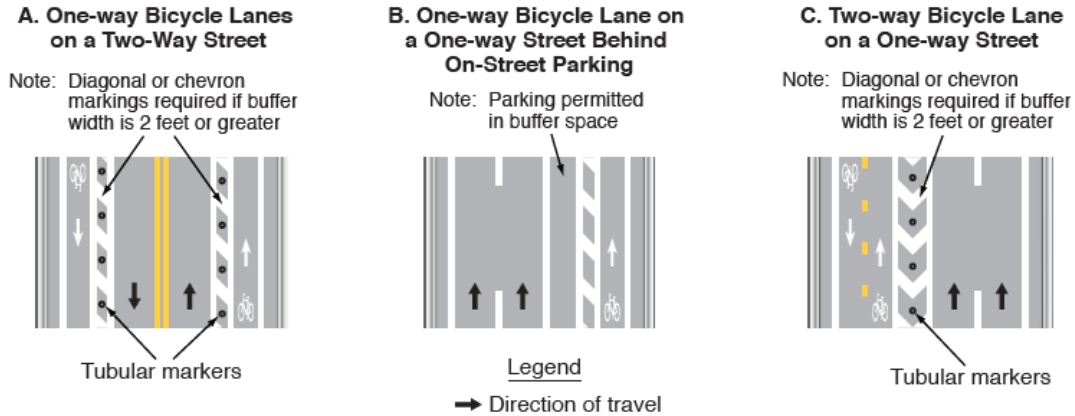 A. One-way Bicycle Lanes
on a Two-Way Street
Note: Diagonal or chevron
markings required if buffer
width is 2 feet or greater
Tubular markers
B. One-way Bicycle Lane on
a One-way Street Behind
On-Street Parking
Note: Parking permitted
in buffer space
Legend
Direction of travel
C. Two-way Bicycle Lane
on a One-way Street
Note: Diagonal or chevron
markings required if buffer
width is 2 feet or greater
Tubular markers